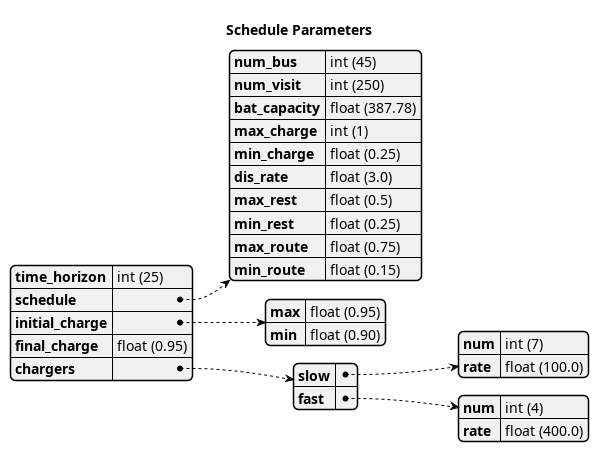 Schedule Parameters
num_bus int (45)
num_visit int (250)
bat_capacity float (387.78)
max_charge int (1)
min_charge float (0.25)
dis_rate float (3.0)
max_rest float (0.5)
min_rest float (0.25)
max_route float (0.75)
min_route float (0.15)
time_horizon int (25)
schedule
initial_charge
final_charge float (0.95)
chargers
max float (0.95)
min float (0.90)
slow
fast
num int (7)
rate float (100.0)
num int (4)
rate float (400.0)